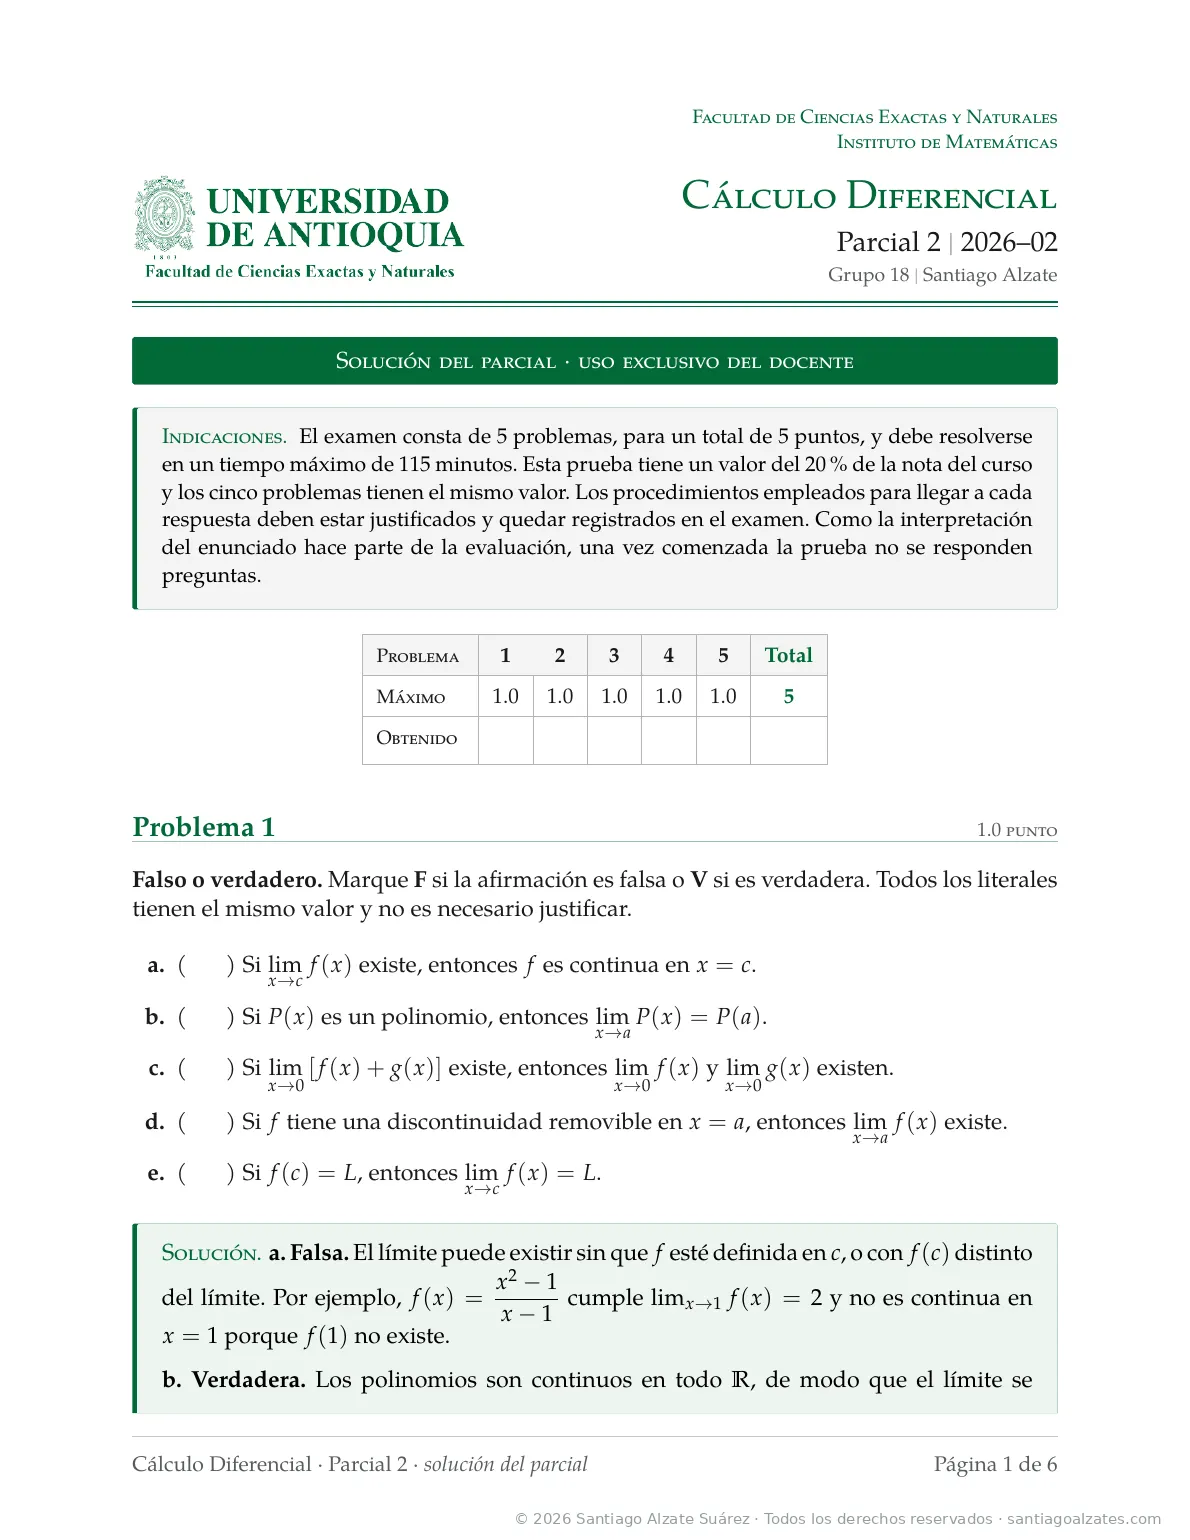 Facultad de Ciencias Exactas y Naturales
Instituto de Matemáticas
UNIVERSIDAD
DE ANTIOQUIA
1803
Facultad de Ciencias Exactas y Naturales
Cálculo Diferencial
Parcial 2 | 2026–02
Grupo 18 | Santiago Alzate
Solución del parcial · uso exclusivo del docente
Indicaciones. El examen consta de 5 problemas, para un total de 5 puntos, y debe resolverse
en un tiempo máximo de 115 minutos. Esta prueba tiene un valor del 20 % de la nota del curso
y los cinco problemas tienen el mismo valor. Los procedimientos empleados para llegar a cada
respuesta deben estar justificados y quedar registrados en el examen. Como la interpretación
del enunciado hace parte de la evaluación, una vez comenzada la prueba no se responden
preguntas.
Problema 1 2 3 4 5 Total
Máximo 1.0 1.0 1.0 1.0 1.0 5
Obtenido
Problema 1 1.0 punto
Falso o verdadero. Marque F si la afirmación es falsa o V si es verdadera. Todos los literales
tienen el mismo valor y no es necesario justificar.
a. ( ) Si lim x→c f(x) existe, entonces f es continua en x = c.
b. ( ) Si P(x) es un polinomio, entonces lim x→a P(x) = P(a).
c. ( ) Si lim x→0 [f(x) + g(x)] existe, entonces lim x→0 f(x) y lim x→0 g(x) existen.
d. ( ) Si f tiene una discontinuidad removible en x = a, entonces lim x→a f(x) existe.
e. ( ) Si f(c) = L, entonces lim x→c f(x) = L.
Solución. a. Falsa. El límite puede existir sin que f esté definida en c, o con f(c) distinto
del límite. Por ejemplo, f(x) = (x² − 1)/(x − 1) cumple limx→1 f(x) = 2 y no es continua en
x = 1 porque f(1) no existe.
b. Verdadera. Los polinomios son continuos en todo ℝ, de modo que el límite se
Cálculo Diferencial · Parcial 2 · solución del parcial Página 1 de 6
© 2026 Santiago Alzate Suárez · Todos los derechos reservados · santiagoalzates.com